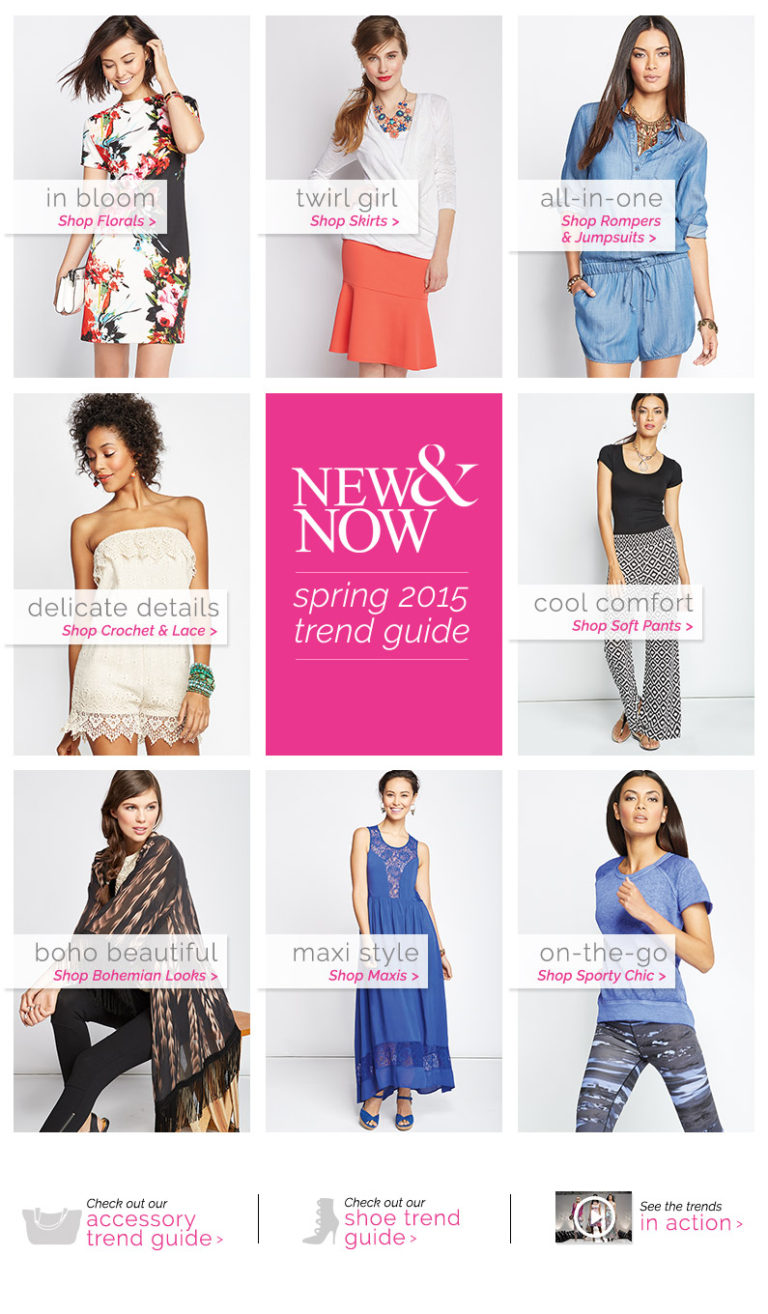 in bloom
Shop Florals >
twirl girl
Shop Skirts >
all-in-one
Shop Rompers
& Jumpsuits >
delicate details
Shop Crochet & Lace >
NEW&
NOW
spring 2015
trend guide
cool comfort
Shop Soft Pants >
boho beautiful
Shop Bohemian Looks >
maxi style
Shop Maxis >
on-the-go
Shop Sporty Chic >
Check out our
accessory
trend guide >
Check out our
shoe trend
guide >
See the trends
in action >